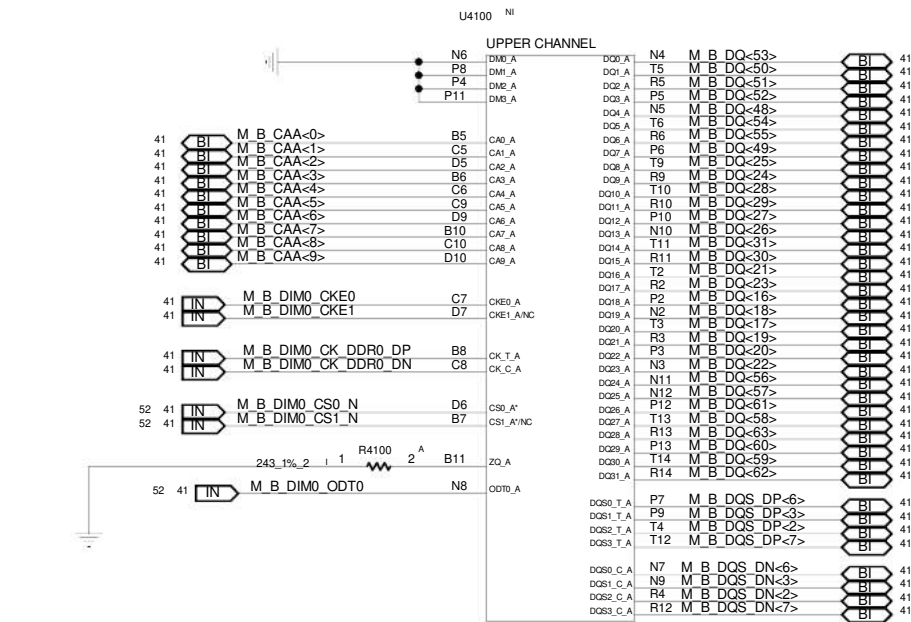 U4100 NI
UPPER CHANNEL
N6 DM0_A
P8 DM1_A
P4 DM2_A
P11 DM3_A
41 BI M_B_CAA<0> B5 CA0_A
41 BI M_B_CAA<1> C5 CA1_A
41 BI M_B_CAA<2> D5 CA2_A
41 BI M_B_CAA<3> B6 CA3_A
41 BI M_B_CAA<4> C6 CA4_A
41 BI M_B_CAA<5> C9 CA5_A
41 BI M_B_CAA<6> D9 CA6_A
41 BI M_B_CAA<7> B10 CA7_A
41 BI M_B_CAA<8> C10 CA8_A
41 BI M_B_CAA<9> D10 CA9_A
41 IN M_B_DIM0_CKE0 C7 CKE0_A
41 IN M_B_DIM0_CKE1 D7 CKE1_A/NC
41 IN M_B_DIM0_CK_DDR0_DP B8 CK_T_A
41 IN M_B_DIM0_CK_DDR0_DN C8 CK_C_A
52 41 IN M_B_DIM0_CS0_N D6 CS0_A*
52 41 IN M_B_DIM0_CS1_N B7 CS1_A*/NC
R4100
243_1%_2 1 2 A B11 ZQ_A
52 41 IN M_B_DIM0_ODT0 N8 ODT0_A
DQ0_A N4 M_B_DQ<53> BI 41
DQ1_A T5 M_B_DQ<50> BI 41
DQ2_A R5 M_B_DQ<51> BI 41
DQ3_A P5 M_B_DQ<52> BI 41
DQ4_A N5 M_B_DQ<48> BI 41
DQ5_A T6 M_B_DQ<54> BI 41
DQ6_A R6 M_B_DQ<55> BI 41
DQ7_A P6 M_B_DQ<49> BI 41
DQ8_A T9 M_B_DQ<25> BI 41
DQ9_A R9 M_B_DQ<24> BI 41
DQ10_A T10 M_B_DQ<28> BI 41
DQ11_A R10 M_B_DQ<29> BI 41
DQ12_A P10 M_B_DQ<27> BI 41
DQ13_A N10 M_B_DQ<26> BI 41
DQ14_A T11 M_B_DQ<31> BI 41
DQ15_A R11 M_B_DQ<30> BI 41
DQ16_A T2 M_B_DQ<21> BI 41
DQ17_A R2 M_B_DQ<23> BI 41
DQ18_A P2 M_B_DQ<16> BI 41
DQ19_A N2 M_B_DQ<18> BI 41
DQ20_A T3 M_B_DQ<17> BI 41
DQ21_A R3 M_B_DQ<19> BI 41
DQ22_A P3 M_B_DQ<20> BI 41
DQ23_A N3 M_B_DQ<22> BI 41
DQ24_A N11 M_B_DQ<56> BI 41
DQ25_A N12 M_B_DQ<57> BI 41
DQ26_A P12 M_B_DQ<61> BI 41
DQ27_A T13 M_B_DQ<58> BI 41
DQ28_A R13 M_B_DQ<63> BI 41
DQ29_A P13 M_B_DQ<60> BI 41
DQ30_A T14 M_B_DQ<59> BI 41
DQ31_A R14 M_B_DQ<62> BI 41
DQS0_T_A P7 M_B_DQS_DP<6> BI 41
DQS1_T_A P9 M_B_DQS_DP<3> BI 41
DQS2_T_A T4 M_B_DQS_DP<2> BI 41
DQS3_T_A T12 M_B_DQS_DP<7> BI 41
DQS0_C_A N7 M_B_DQS_DN<6> BI 41
DQS1_C_A N9 M_B_DQS_DN<3> BI 41
DQS2_C_A R4 M_B_DQS_DN<2> BI 41
DQS3_C_A R12 M_B_DQS_DN<7> BI 41